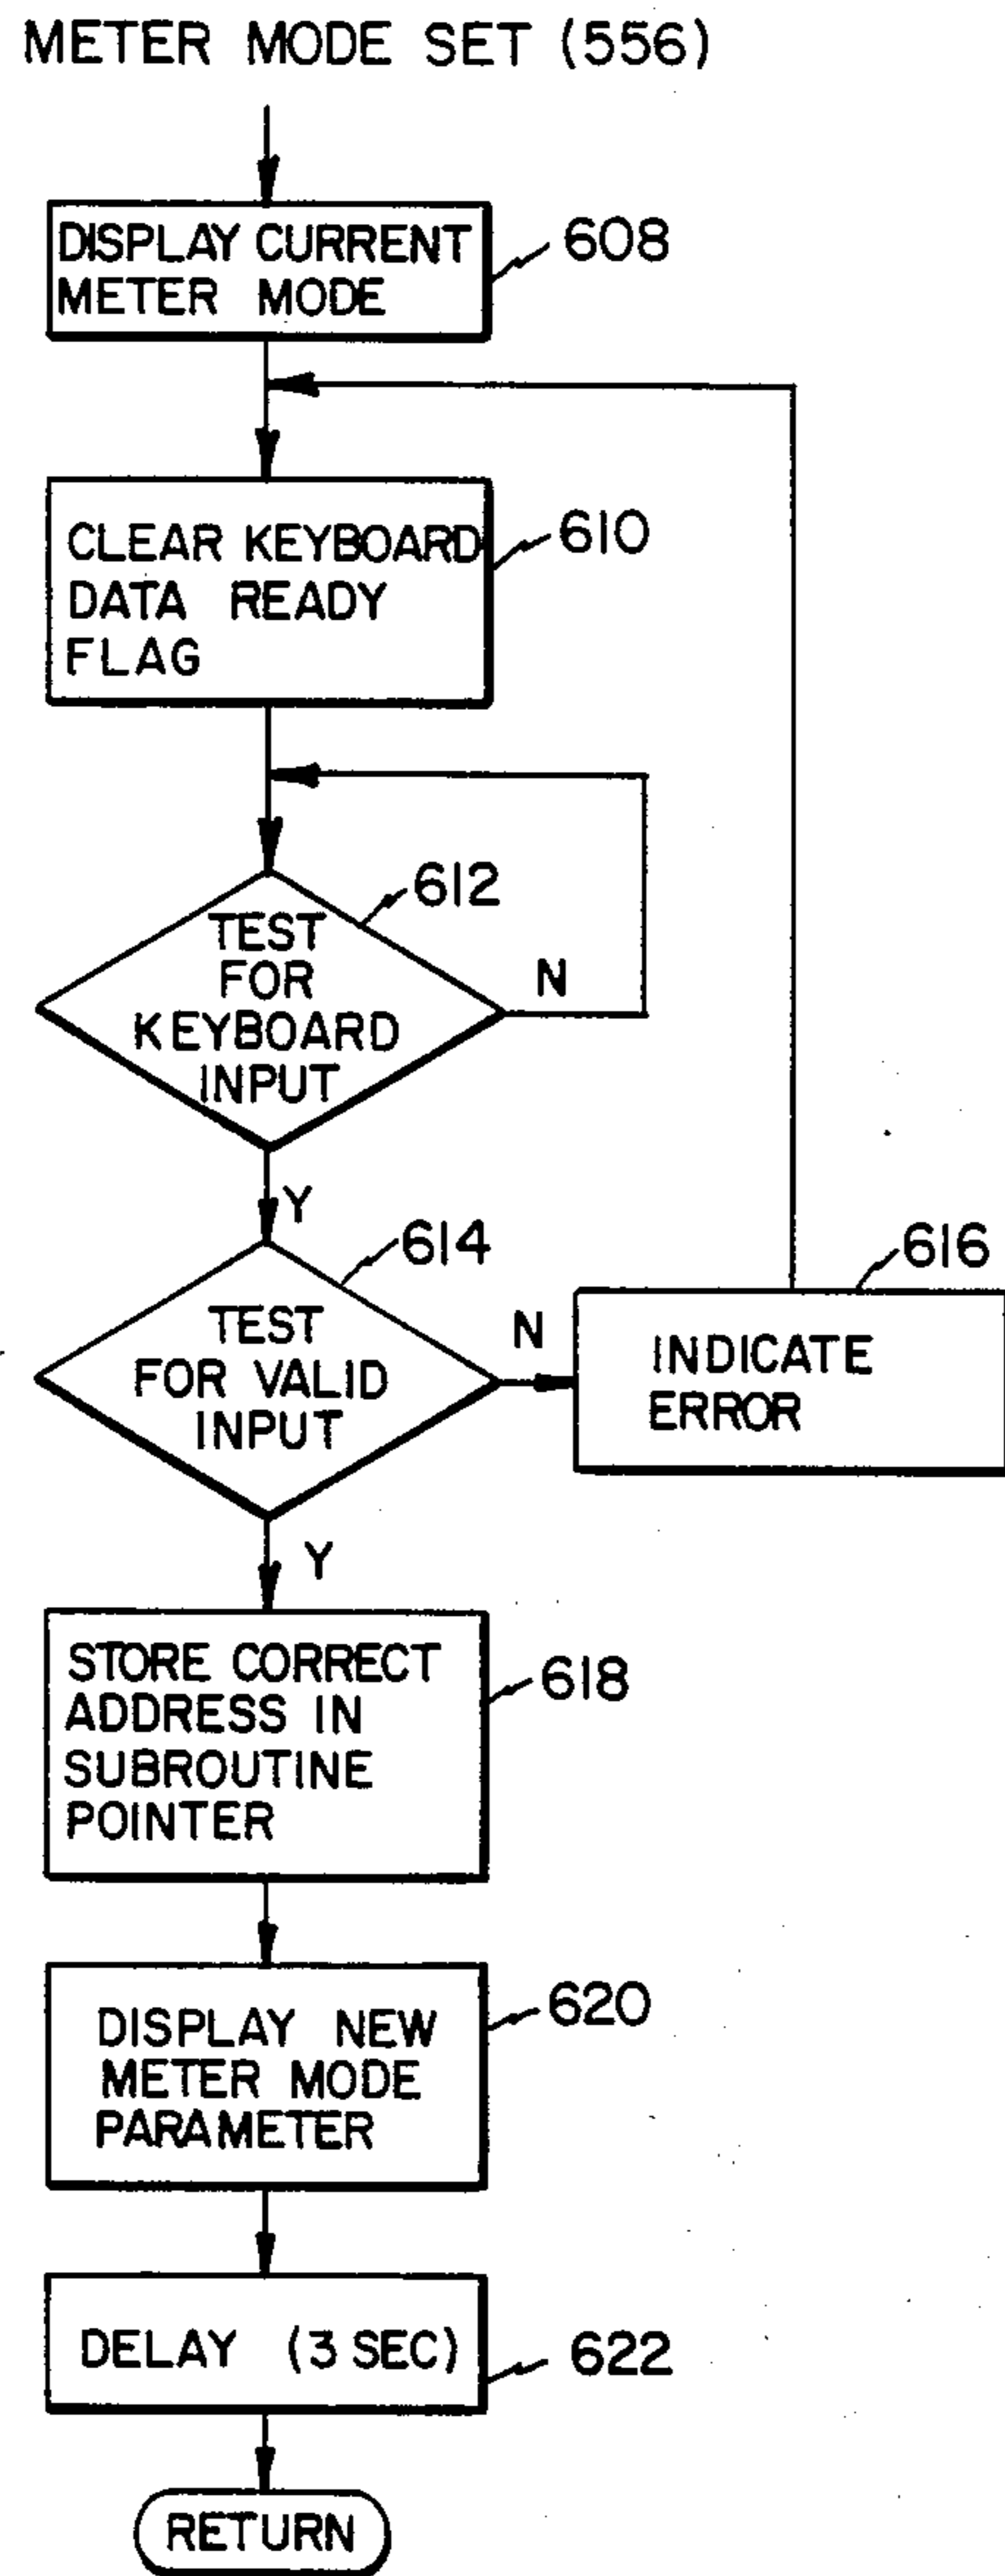 METER MODE SET (556)
DISPLAY CURRENT
METER MODE
608
CLEAR KEYBOARD
DATA READY
FLAG
610
612
TEST
FOR
KEYBOARD
INPUT
N
Y
614
616
TEST
FOR VALID
INPUT
N
INDICATE
ERROR
Y
STORE CORRECT
ADDRESS IN
SUBROUTINE
POINTER
618
DISPLAY NEW
METER MODE
PARAMETER
620
DELAY (3 SEC)
622
RETURN